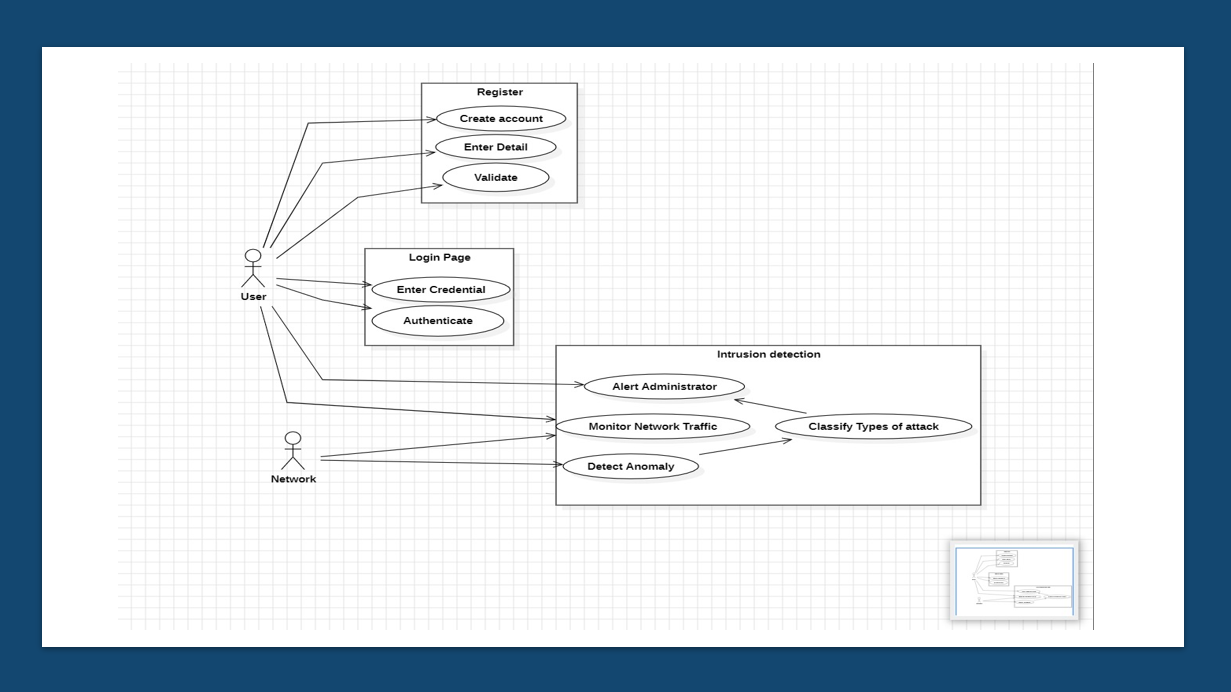 Register
Create account
Enter Detail
Validate
User
Login Page
Enter Credential
Authenticate
Intrusion detection
Alert Administrator
Monitor Network Traffic
Classify Types of attack
Detect Anomaly
Network